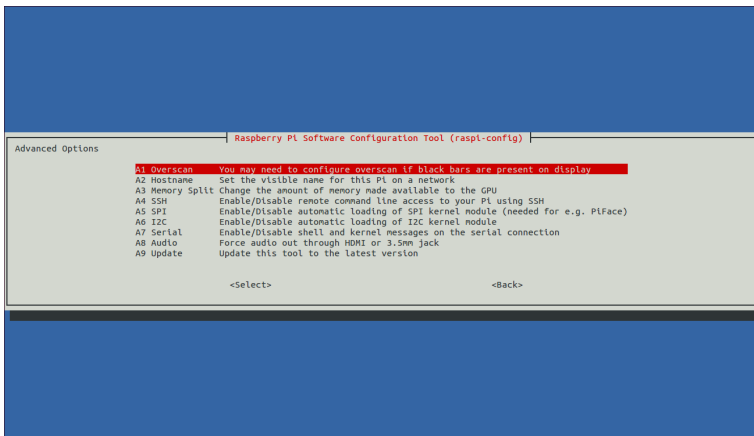 Raspberry Pi Software Configuration Tool (raspi-config)
Advanced Options
A1 Overscan You may need to configure overscan if black bars are present on display
A2 Hostname Set the visible name for this Pi on a network
A3 Memory Split Change the amount of memory made available to the GPU
A4 SSH Enable/Disable remote command line access to your Pi using SSH
A5 SPI Enable/Disable automatic loading of SPI kernel module (needed for e.g. PiFace)
A6 I2C Enable/Disable automatic loading of I2C kernel module
A7 Serial Enable/Disable shell and kernel messages on the serial connection
A8 Audio Force audio out through HDMI or 3.5mm jack
A9 Update Update this tool to the latest version
<Select> <Back>